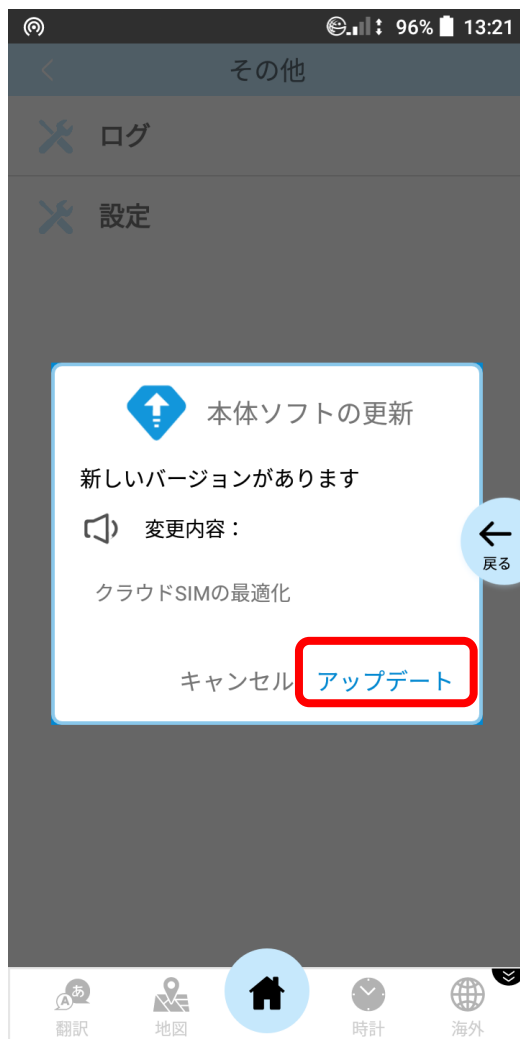 96% 13:21
その他
ログ
設定
本体ソフトの更新
新しいバージョンがあります
変更内容：
戻る
クラウドSIMの最適化
キャンセル アップデート
あ A
翻訳 地図 時計 海外